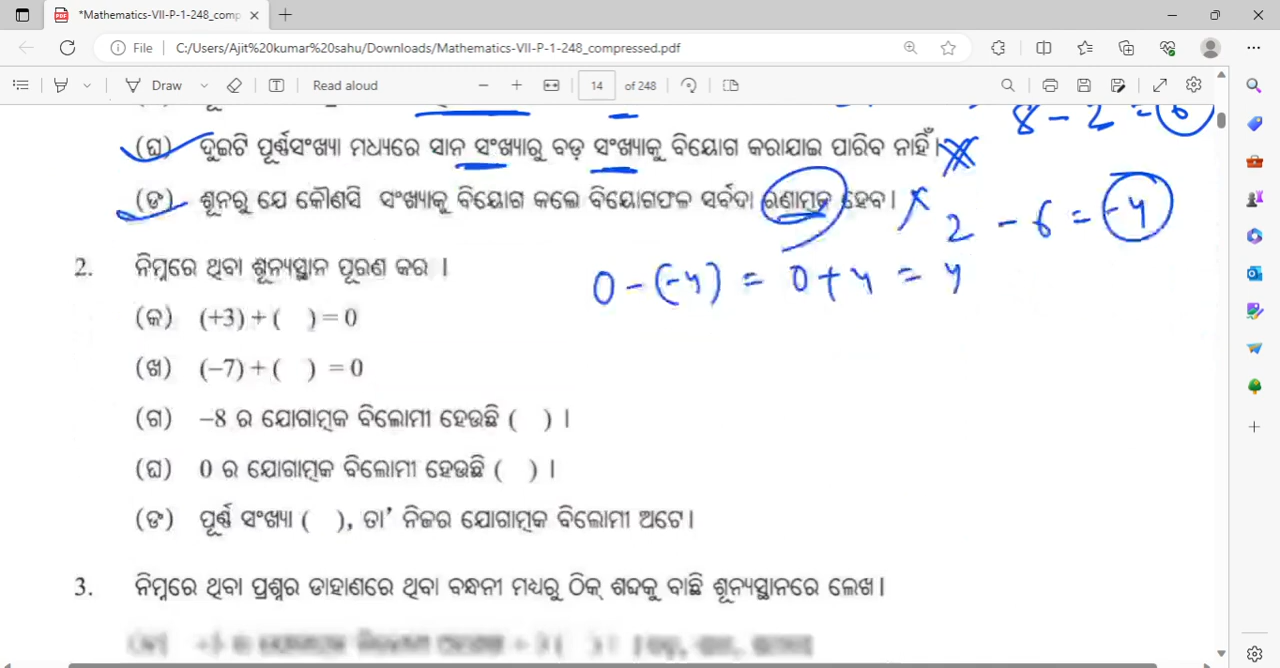 *Mathematics-VII-P-1-248_comp
File C:/Users/Ajit%20kumar%20sahu/Downloads/Mathematics-VII-P-1-248_compressed.pdf
Draw Read aloud 14 of 248
8 - 2 = 6
(ଘ) ଦୁଇଟି ପୂର୍ଣ୍ଣସଂଖ୍ୟା ମଧ୍ୟରେ ସାନ ସଂଖ୍ୟାରୁ ବଡ଼ ସଂଖ୍ୟାକୁ ବିୟୋଗ କରାଯାଇ ପାରିବ ନାହିଁ।
(ଙ) ଶୂନରୁ ଯେ କୌଣସି ସଂଖ୍ୟାକୁ ବିୟୋଗ କଲେ ବିୟୋଗଫଳ ସର୍ବଦା ରଣାତ୍ମକ ହେବ।
2 - 6 = -4
2. ନିମ୍ନରେ ଥିବା ଶୂନ୍ୟସ୍ଥାନ ପୂରଣ କର ।
0 - (-4) = 0 + 4 = 4
(କ) (+3) + ( ) = 0
(ଖ) (–7) + ( ) = 0
(ଗ) –8 ର ଯୋଗାତ୍ମକ ବିଲୋମୀ ହେଉଛି ( ) ।
(ଘ) 0 ର ଯୋଗାତ୍ମକ ବିଲୋମୀ ହେଉଛି ( ) ।
(ଙ) ପୂର୍ଣ୍ଣ ସଂଖ୍ୟା ( ), ତା' ନିଜର ଯୋଗାତ୍ମକ ବିଲୋମୀ ଅଟେ।
3. ନିମ୍ନରେ ଥିବା ପ୍ରଶ୍ନର ଡାହାଣରେ ଥିବା ବନ୍ଧନୀ ମଧ୍ୟରୁ ଠିକ୍ ଶବ୍ଦକୁ ବାଛି ଶୂନ୍ୟସ୍ଥାନରେ ଲେଖ।